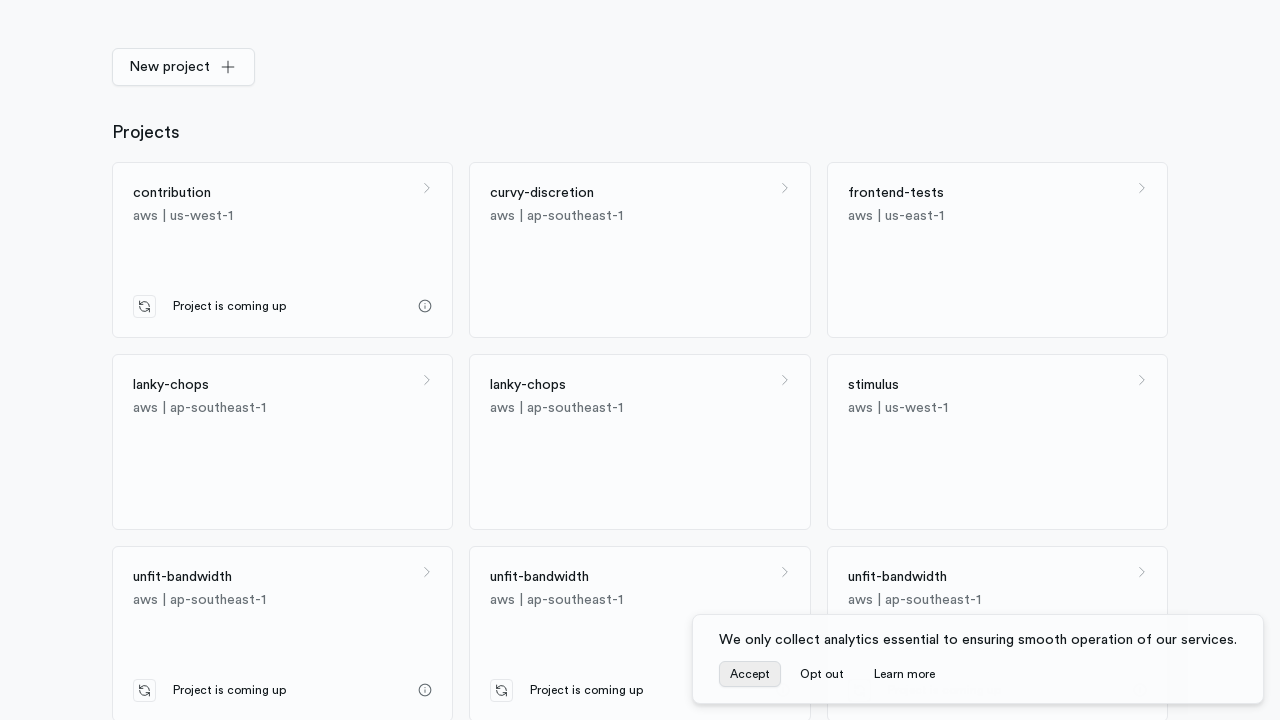 New project
Projects
contribution
aws | us-west-1
Project is coming up
curvy-discretion
aws | ap-southeast-1
frontend-tests
aws | us-east-1
lanky-chops
aws | ap-southeast-1
lanky-chops
aws | ap-southeast-1
stimulus
aws | us-west-1
unfit-bandwidth
aws | ap-southeast-1
Project is coming up
unfit-bandwidth
aws | ap-southeast-1
Project is coming up
unfit-bandwidth
aws | ap-southeast-1
We only collect analytics essential to ensuring smooth operation of our services.
Accept Opt out Learn more